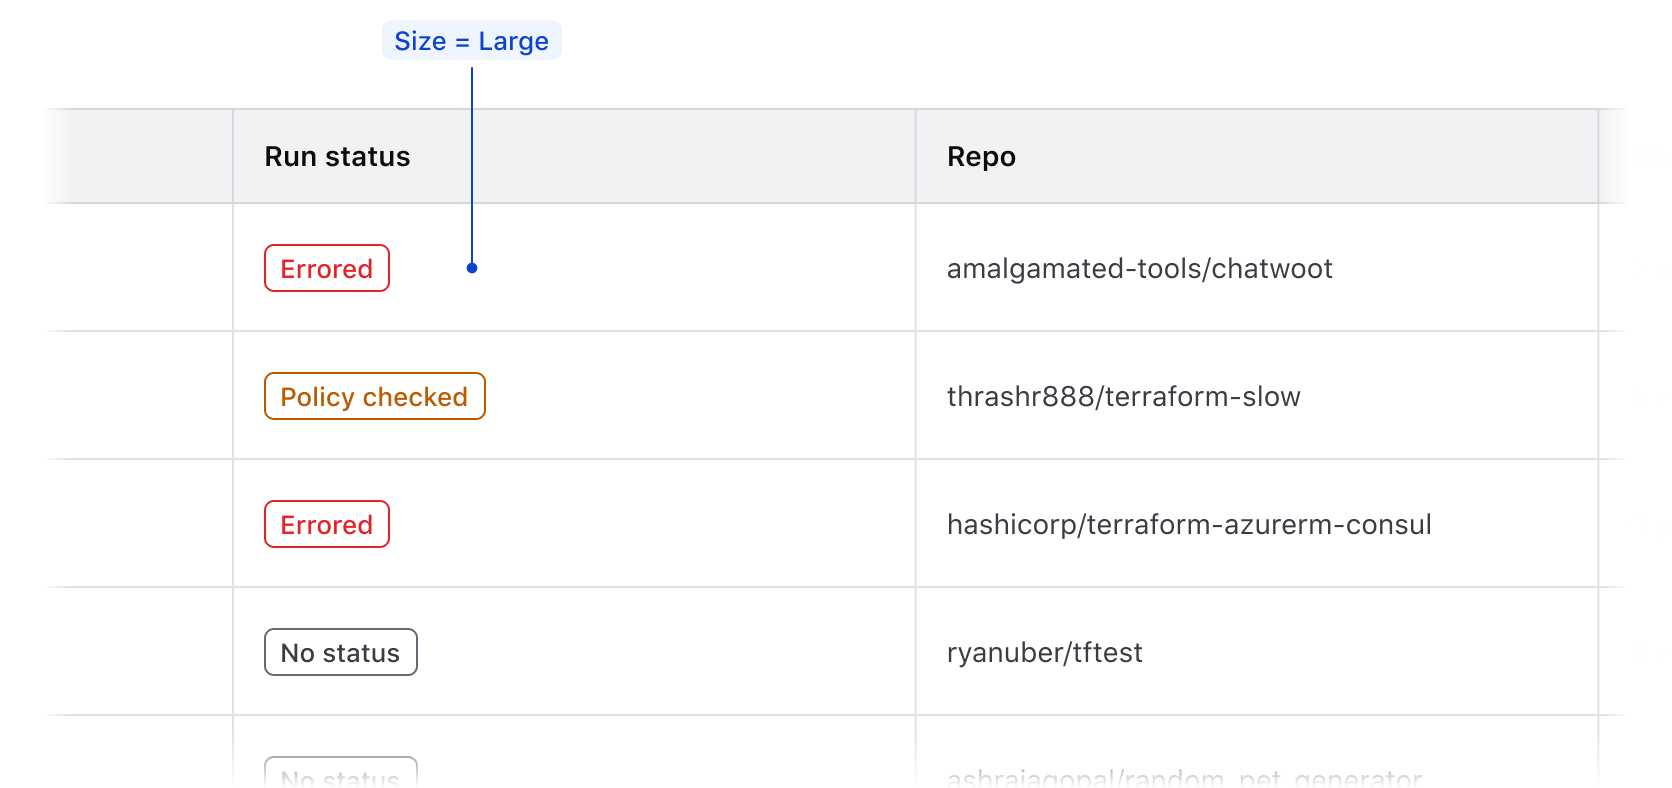 Size = Large
Run status Repo
Errored amalgamated-tools/chatwoot
Policy checked thrashr888/terraform-slow
Errored hashicorp/terraform-azurerm-consul
No status ryanuber/tftest
No status ashrajagopal/random_pet_generator